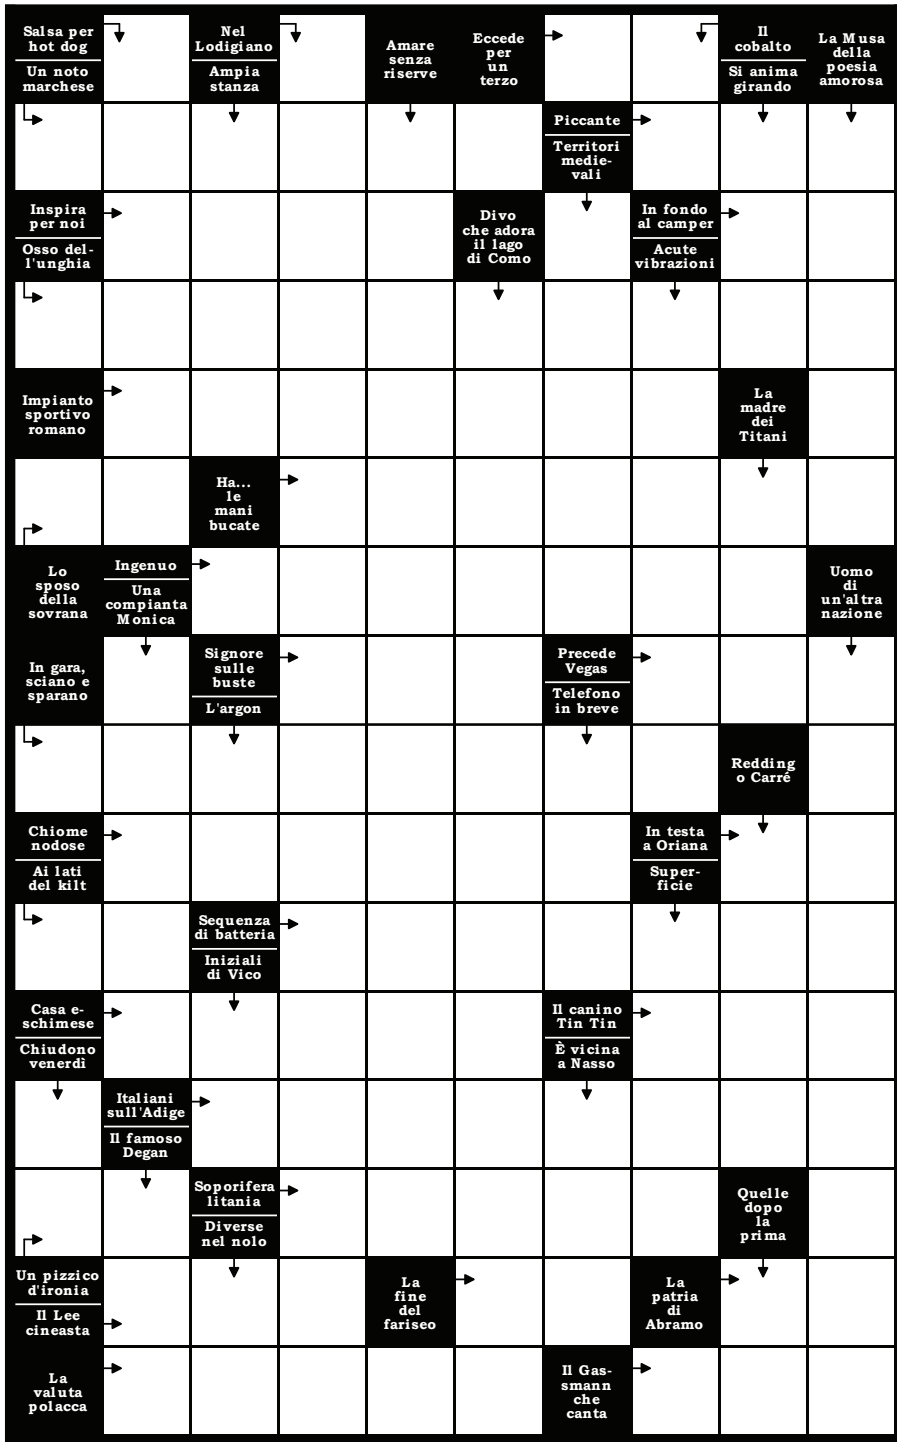 Salsa per
hot dog
Un noto
marchese
Nel
Lodigiano
Ampia
stanza
Amare
senza
riserve
Eccede
per
un
terzo
Il
cobalto
Si anima
girando
La Musa
della
poesia
amorosa
Piccante
Territori
medie-
vali
Inspira
per noi
Osso del-
l'unghia
Divo
che adora
il lago
di Como
In fondo
al camper
Acute
vibrazioni
Impianto
sportivo
romano
La
madre
dei
Titani
Ha...
le
mani
bucate
Lo
sposo
della
sovrana
Ingenuo
Una
compianta
Monica
Uomo
di
un'altra
nazione
In gara,
sciano e
sparano
Signore
sulle
buste
L'argon
Precede
Vegas
Telefono
in breve
Redding
o Carré
Chiome
nodose
Ai lati
del kilt
In testa
a Oriana
Super-
ficie
Sequenza
di batteria
Iniziali
di Vico
Casa e-
schimese
Chiudono
venerdì
Il canino
Tin Tin
È vicina
a Nasso
Italiani
sull'Adige
Il famoso
Degan
Soporifera
litania
Diverse
nel nolo
Quelle
dopo
la
prima
Un pizzico
d'ironia
Il Lee
cineasta
La
fine
del
fariseo
La
patria
di
Abramo
La
valuta
polacca
Il Gas-
smann
che
canta